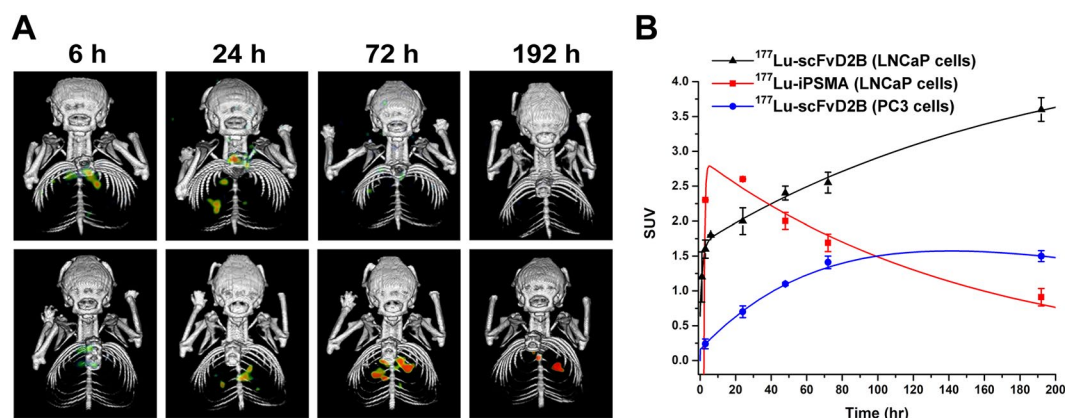 A
6 h
24 h
72 h
192 h
B
177Lu-scFvD2B (LNCaP cells)
177Lu-iPSMA (LNCaP cells)
177Lu-scFvD2B (PC3 cells)
4.0
3.5
3.0
2.5
2.0
1.5
1.0
0.5
0.0
SUV
0 20 40 60 80 100 120 140 160 180 200
Time (hr)